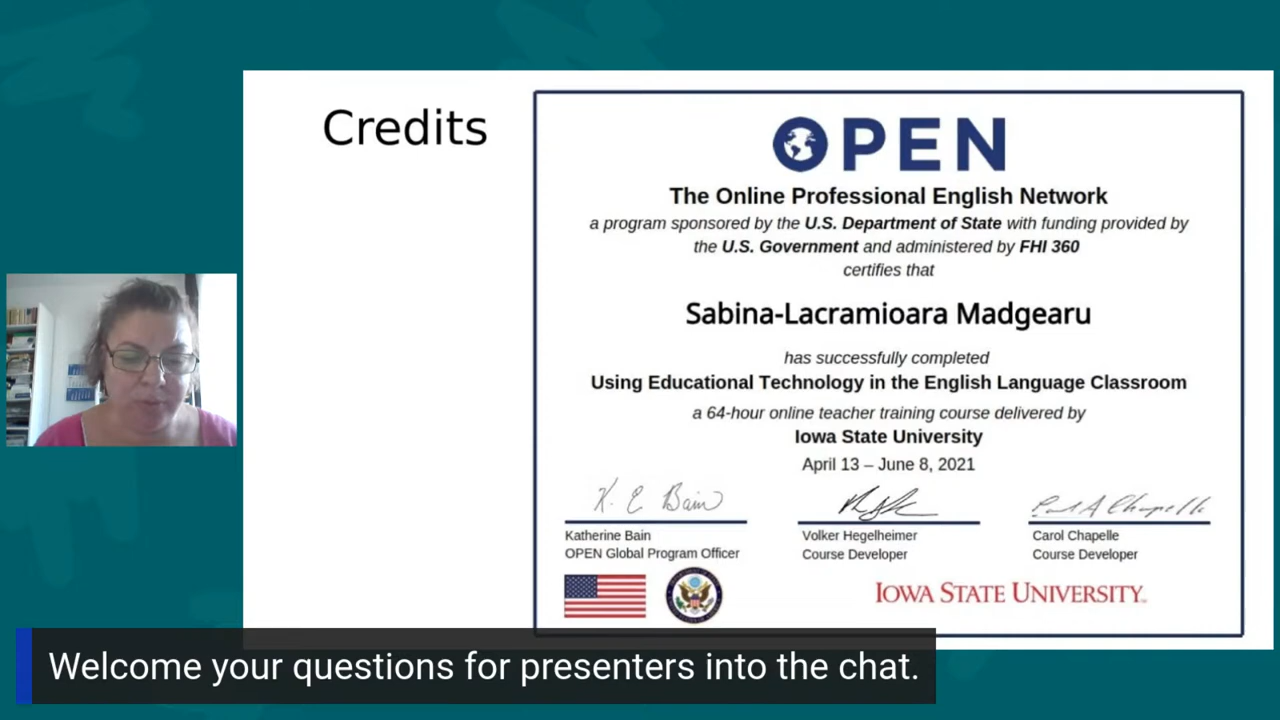 Credits
OPEN
The Online Professional English Network
a program sponsored by the U.S. Department of State with funding provided by
the U.S. Government and administered by FHI 360
certifies that
Sabina-Lacramioara Madgearu
has successfully completed
Using Educational Technology in the English Language Classroom
a 64-hour online teacher training course delivered by
Iowa State University
April 13 – June 8, 2021
K. E Bain
Katherine Bain
OPEN Global Program Officer
Volker Hegelheimer
Course Developer
Carol Chapelle
Course Developer
IOWA STATE UNIVERSITY
Welcome your questions for presenters into the chat.